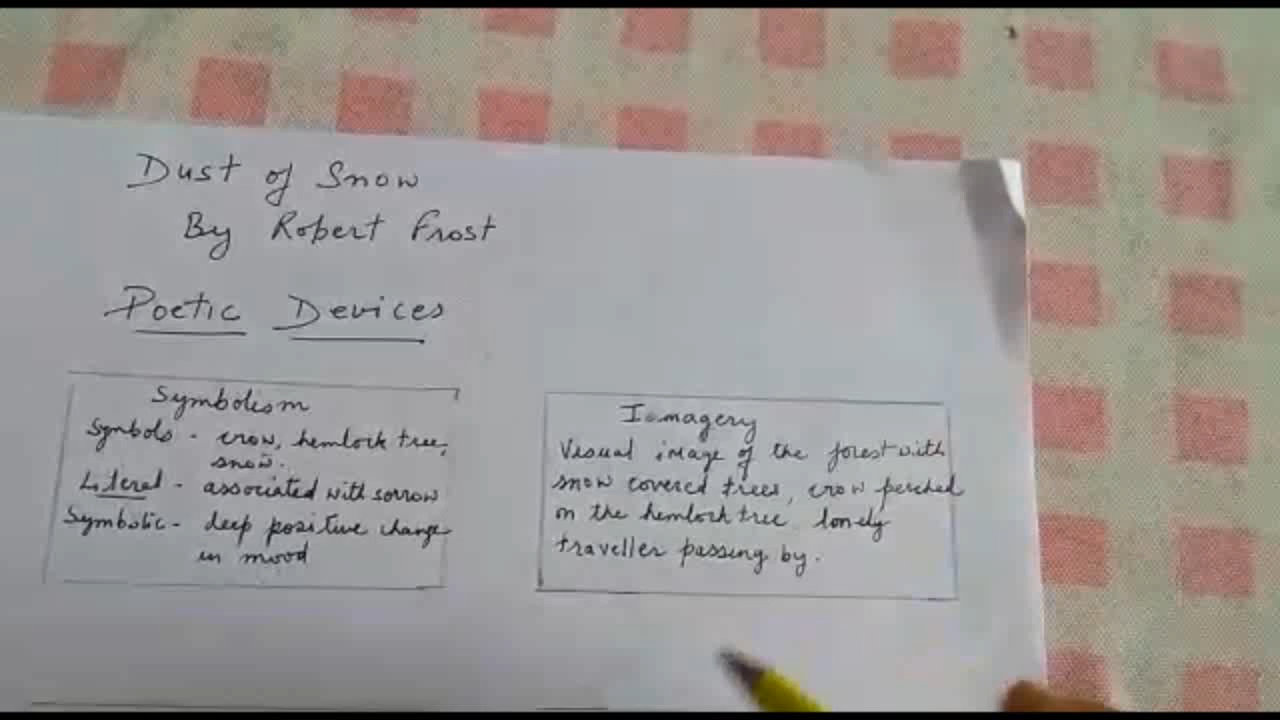 Dust of Snow
By Robert Frost
Poetic Devices
Symbolism
Symbols - crow, hemlock tree,
snow.
Literal - associated with sorrow
Symbolic - deep positive change
in mood
Imagery
Visual image of the forest with
snow covered trees, crow perched
on the hemlock tree lonely
traveller passing by.